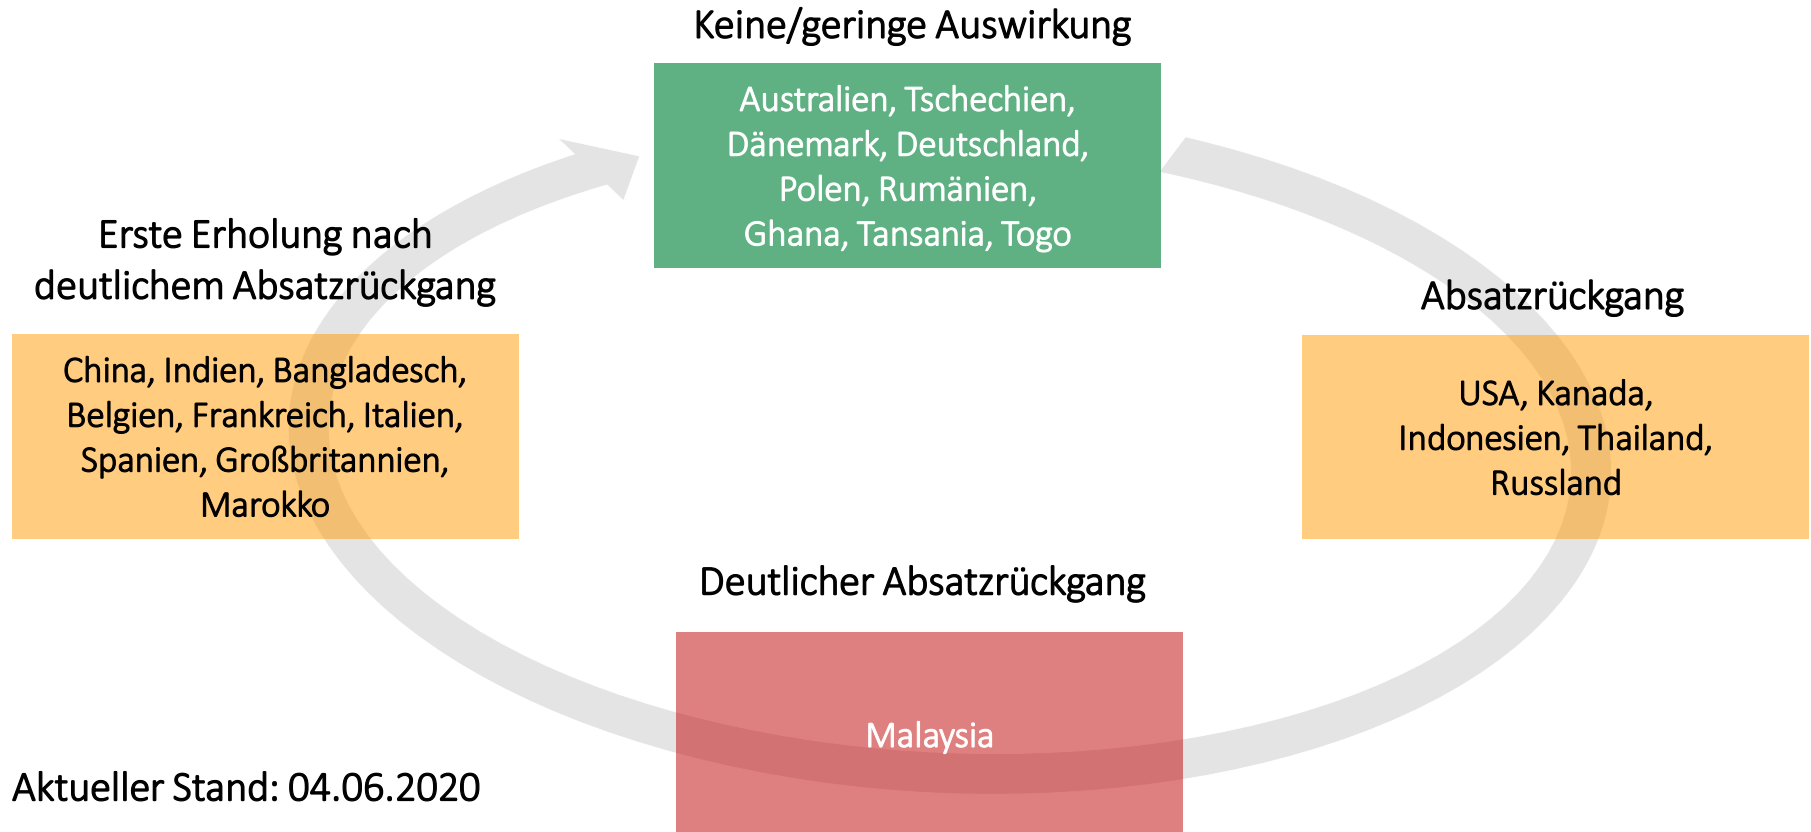 Keine/geringe Auswirkung
Australien, Tschechien,
Dänemark, Deutschland,
Polen, Rumänien,
Ghana, Tansania, Togo
Erste Erholung nach
deutlichem Absatzrückgang
China, Indien, Bangladesch,
Belgien, Frankreich, Italien,
Spanien, Großbritannien,
Marokko
Absatzrückgang
USA, Kanada,
Indonesien, Thailand,
Russland
Deutlicher Absatzrückgang
Malaysia
Aktueller Stand: 04.06.2020